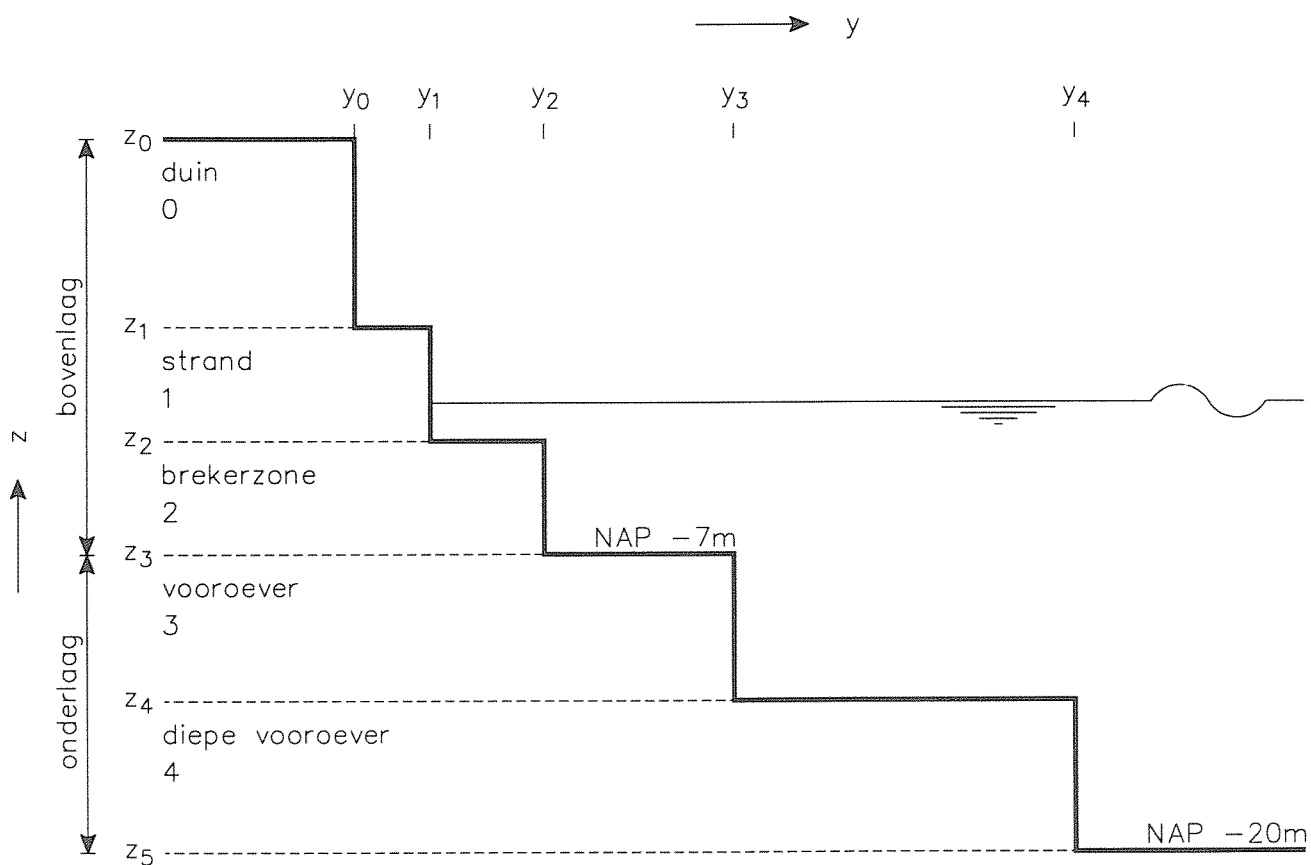 y
y0 y1 y2 y3 y4
z0
duin
0
z1
strand
1
bovenlaag
z
z2
brekerzone
2
NAP -7m
z3
vooroever
3
z4
diepe vooroever
4
onderlaag
NAP -20m
z5